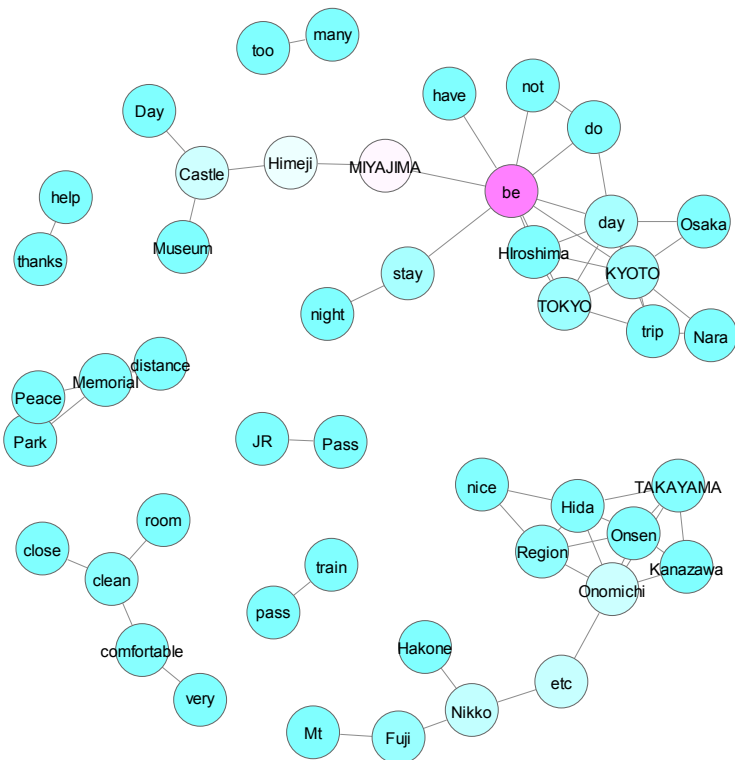 many
too
not
have
Day
do
Himeji
MIYAJIMA
Castle
be
help
day
Osaka
Museum
HIroshima
thanks
stay
KYOTO
TOKYO
night
trip
Nara
distance
Memorial
Peace
Park
JR
Pass
nice
TAKAYAMA
Hida
room
Onsen
close
Region
train
clean
Kanazawa
Onomichi
pass
Hakone
comfortable
etc
very
Nikko
Mt
Fuji